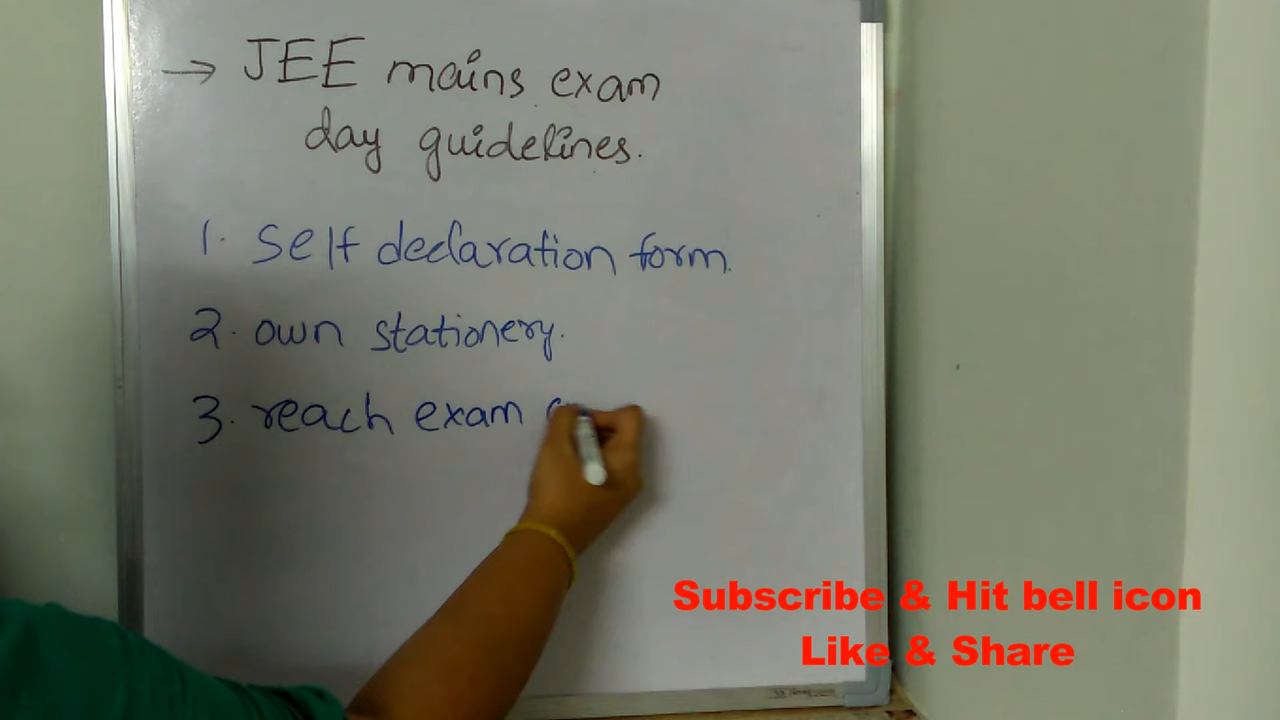 → JEE mains exam
day guidelines.
1. Self declaration form.
2. own stationery.
3. reach exam
Subscribe & Hit bell icon
Like & Share